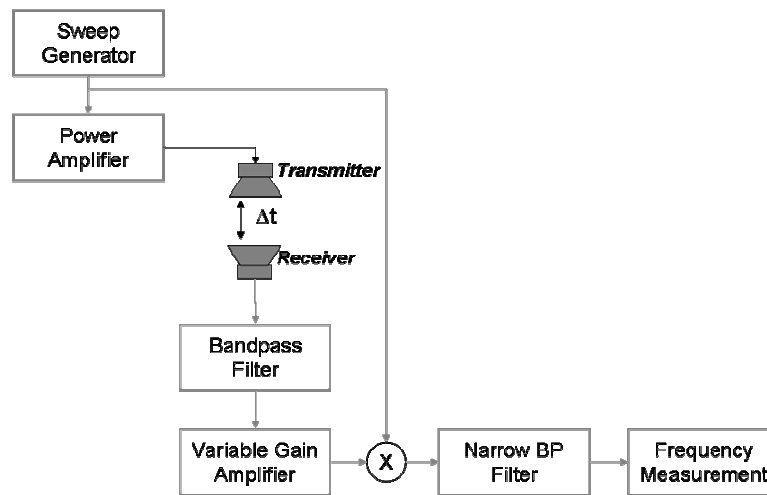 Sweep
Generator
Power
Amplifier
Transmitter
Δt
Receiver
Bandpass
Filter
Variable Gain
Amplifier
X
Narrow BP
Filter
Frequency
Measurement